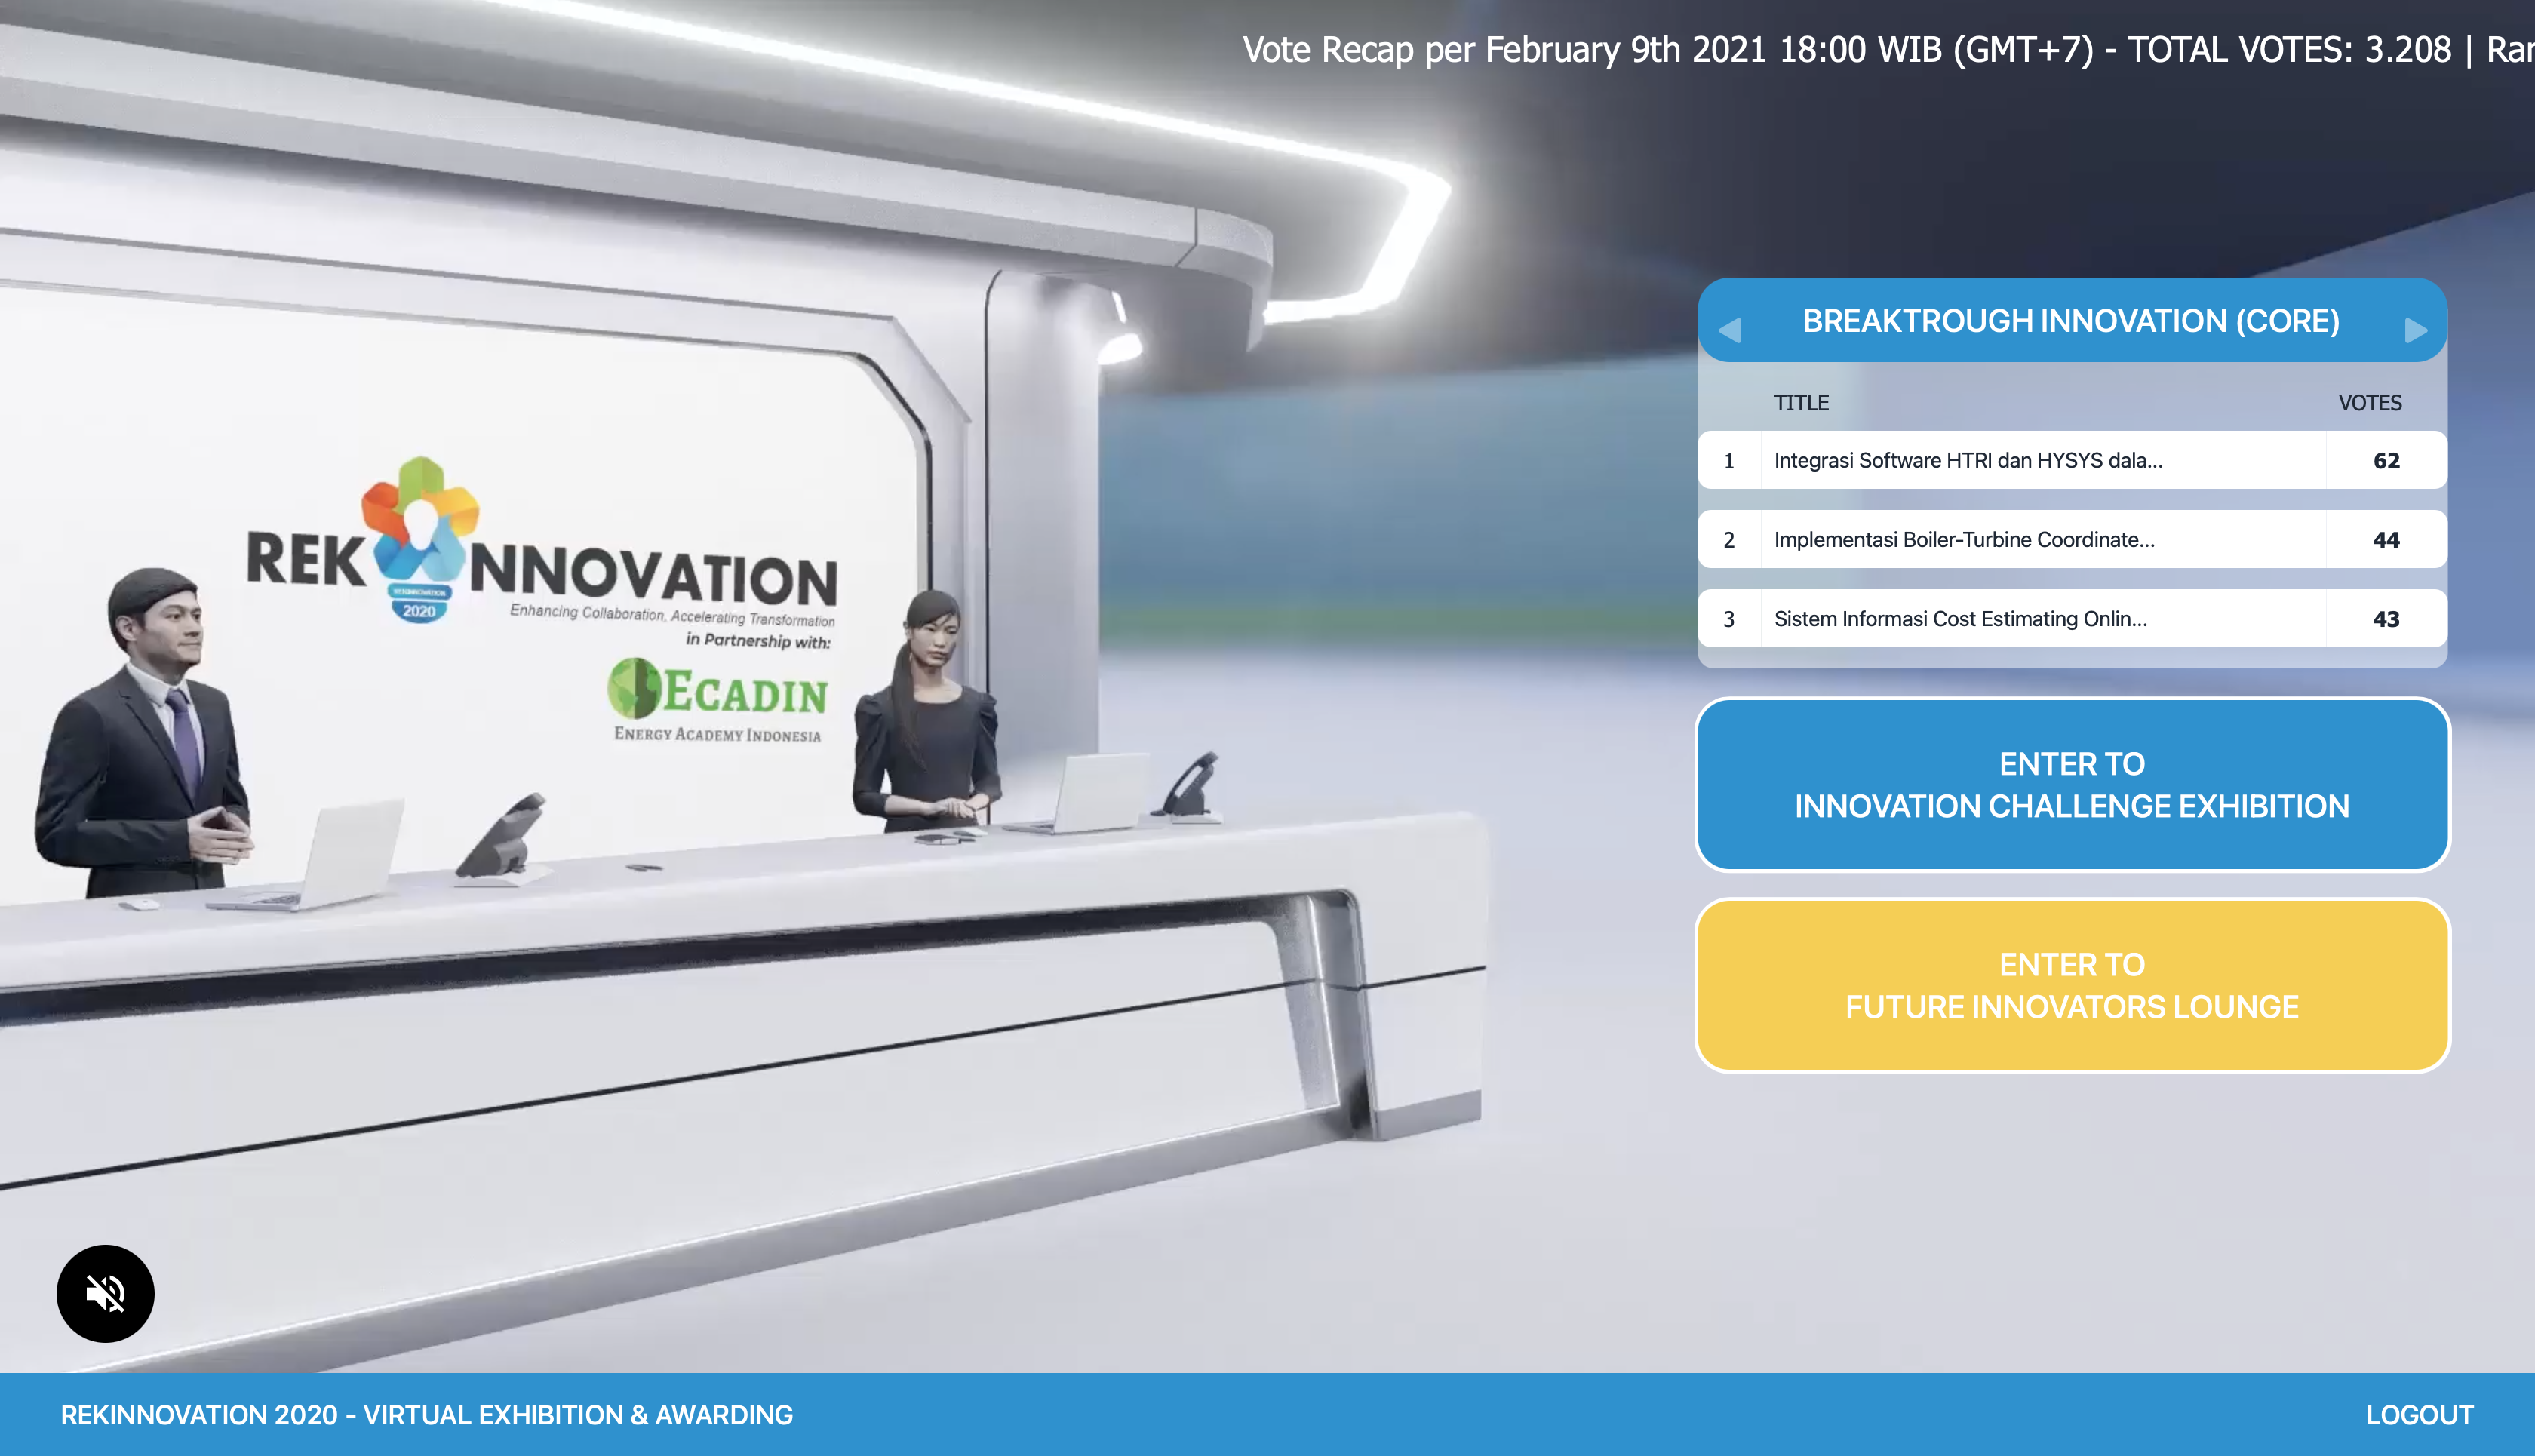 Vote Recap per February 9th 2021 18:00 WIB (GMT+7) - TOTAL VOTES: 3.208 |
REK NNOVATION
REKINNOVATION
2020
Enhancing Collaboration, Accelerating Transformation
in Partnership with:
ECADIN
ENERGY ACADEMY INDONESIA
BREAKTROUGH INNOVATION (CORE)
TITLE VOTES
1 Integrasi Software HTRI dan HYSYS dala... 62
2 Implementasi Boiler-Turbine Coordinate... 44
3 Sistem Informasi Cost Estimating Onlin... 43
ENTER TO
INNOVATION CHALLENGE EXHIBITION
ENTER TO
FUTURE INNOVATORS LOUNGE
REKINNOVATION 2020 - VIRTUAL EXHIBITION & AWARDING
LOGOUT